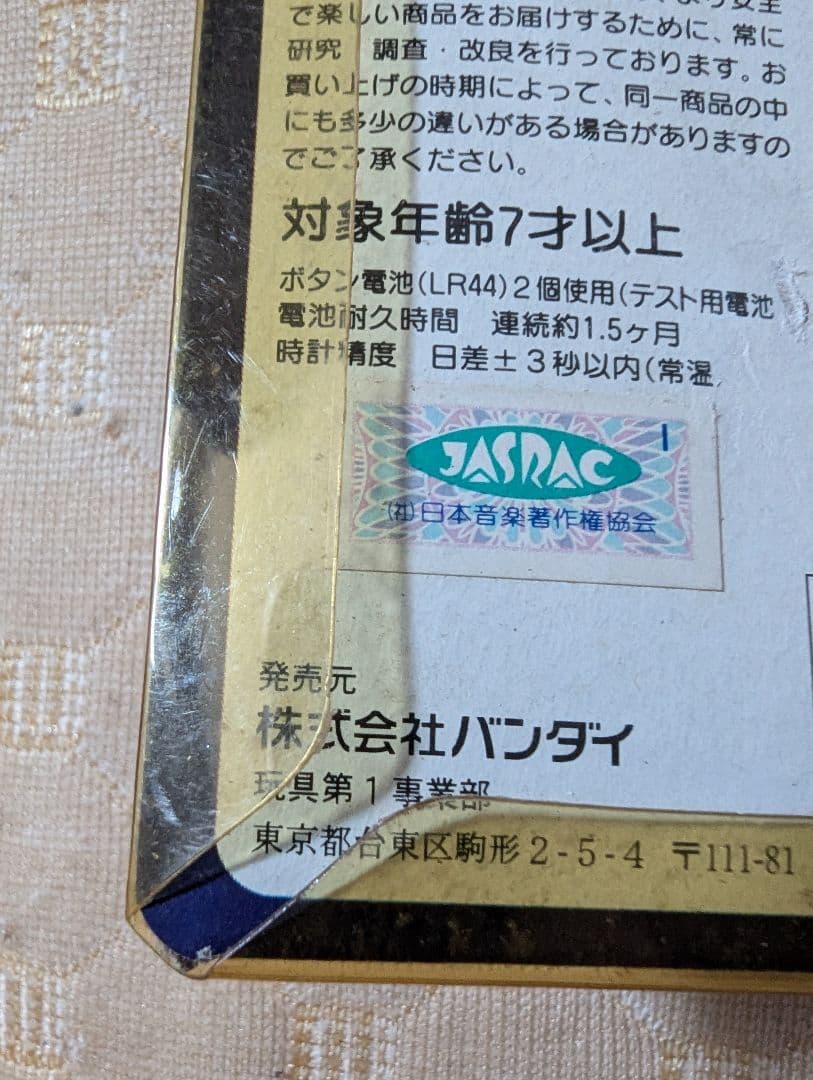 より安全
で楽しい商品をお届けするために、常に
研究 調査・改良を行っております。お
買い上げの時期によって、同一商品の中
にも多少の違いがある場合がありますの
でご了承ください。
対象年齢7才以上
ボタン電池(LR44)2個使用(テスト用電池
電池耐久時間 連続約1.5ヶ月
時計精度 日差±3秒以内(常温
JASRAC
I
(社)日本音楽著作権協会
発売元
株式会社バンダイ
玩具第1事業部
東京都台東区駒形2-5-4 〒111-81